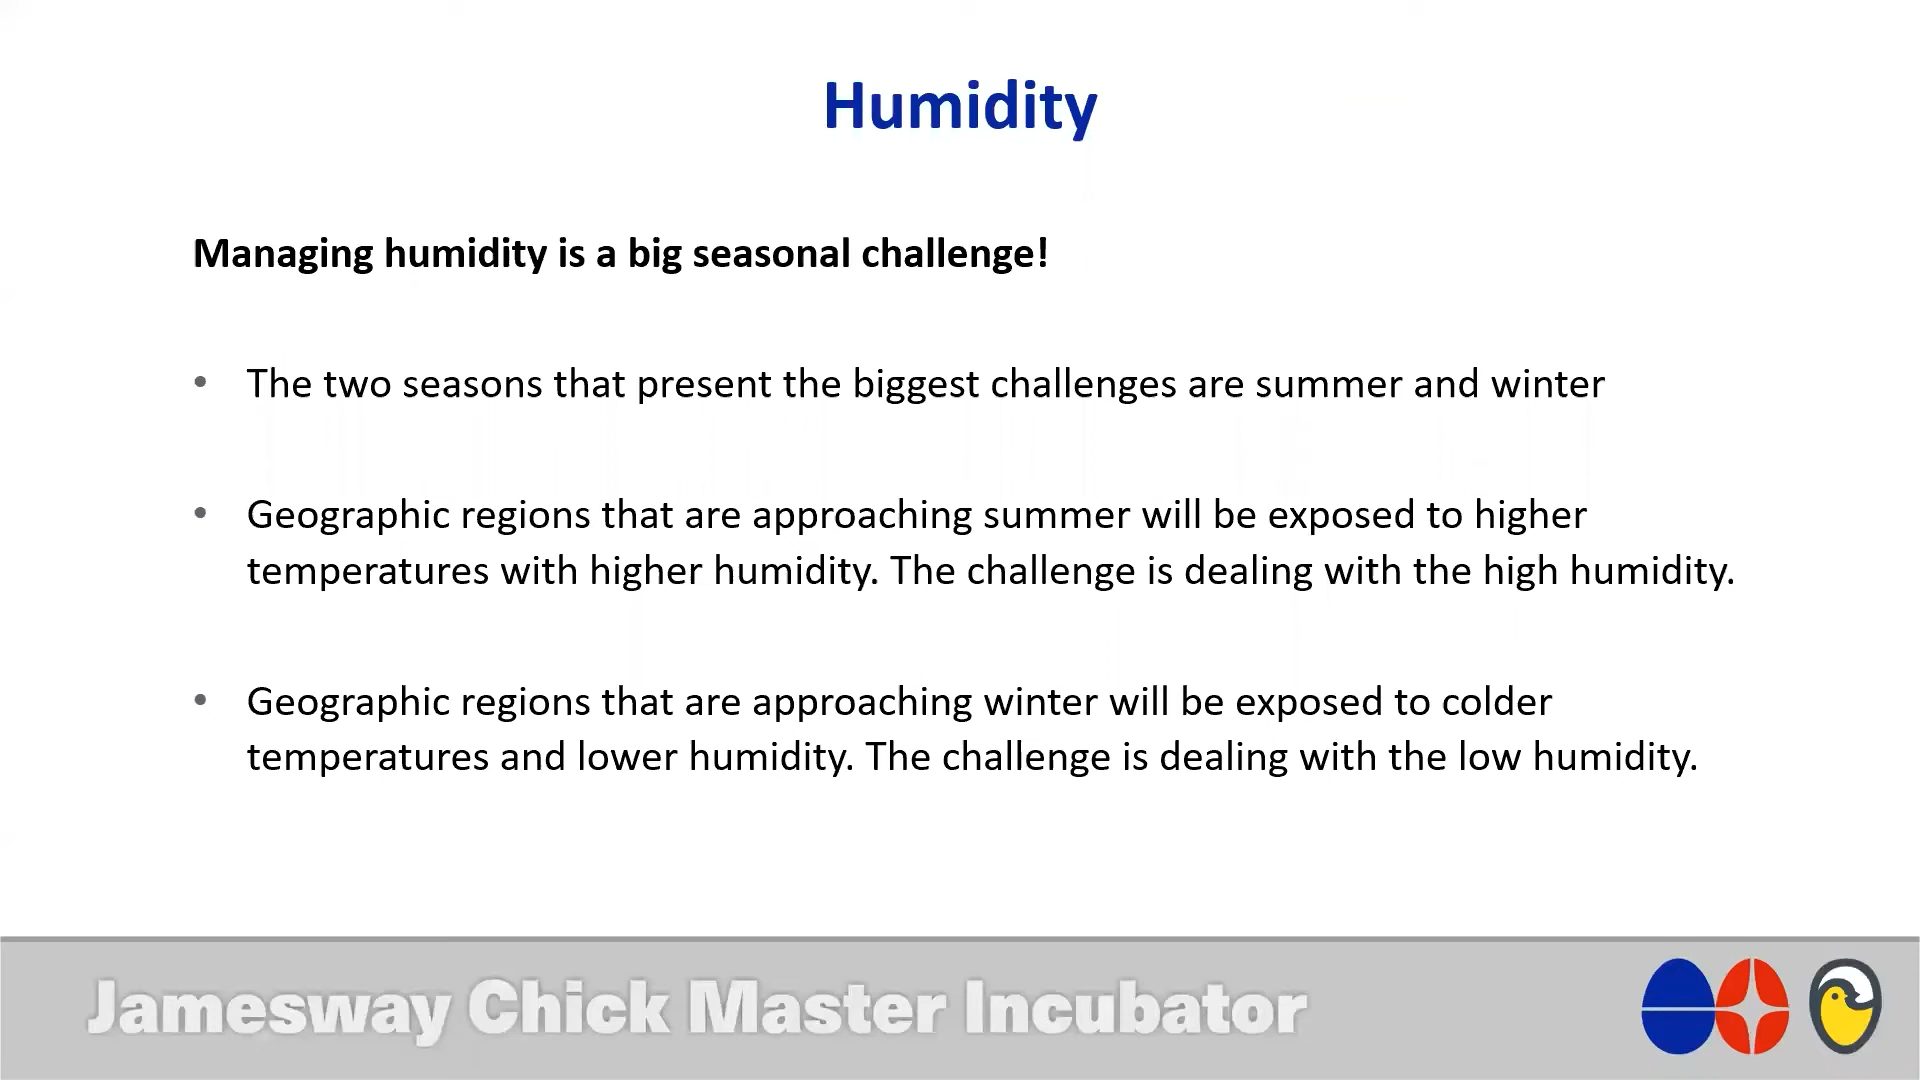 Humidity
Managing humidity is a big seasonal challenge!
• The two seasons that present the biggest challenges are summer and winter
• Geographic regions that are approaching summer will be exposed to higher
temperatures with higher humidity. The challenge is dealing with the high humidity.
• Geographic regions that are approaching winter will be exposed to colder
temperatures and lower humidity. The challenge is dealing with the low humidity.
Jamesway Chick Master Incubator